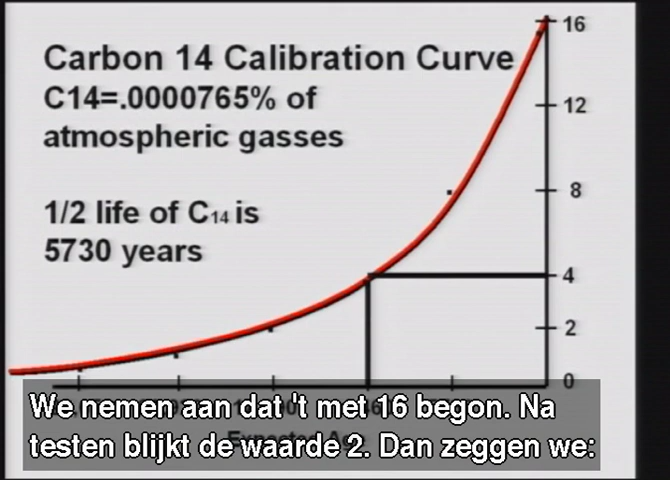 Carbon 14 Calibration Curve
C14=.0000765% of
atmospheric gasses
1/2 life of C14 is
5730 years
16
12
8
4
2
0
We nemen aan dat 't met 16 begon. Na
testen blijkt de waarde 2. Dan zeggen we: